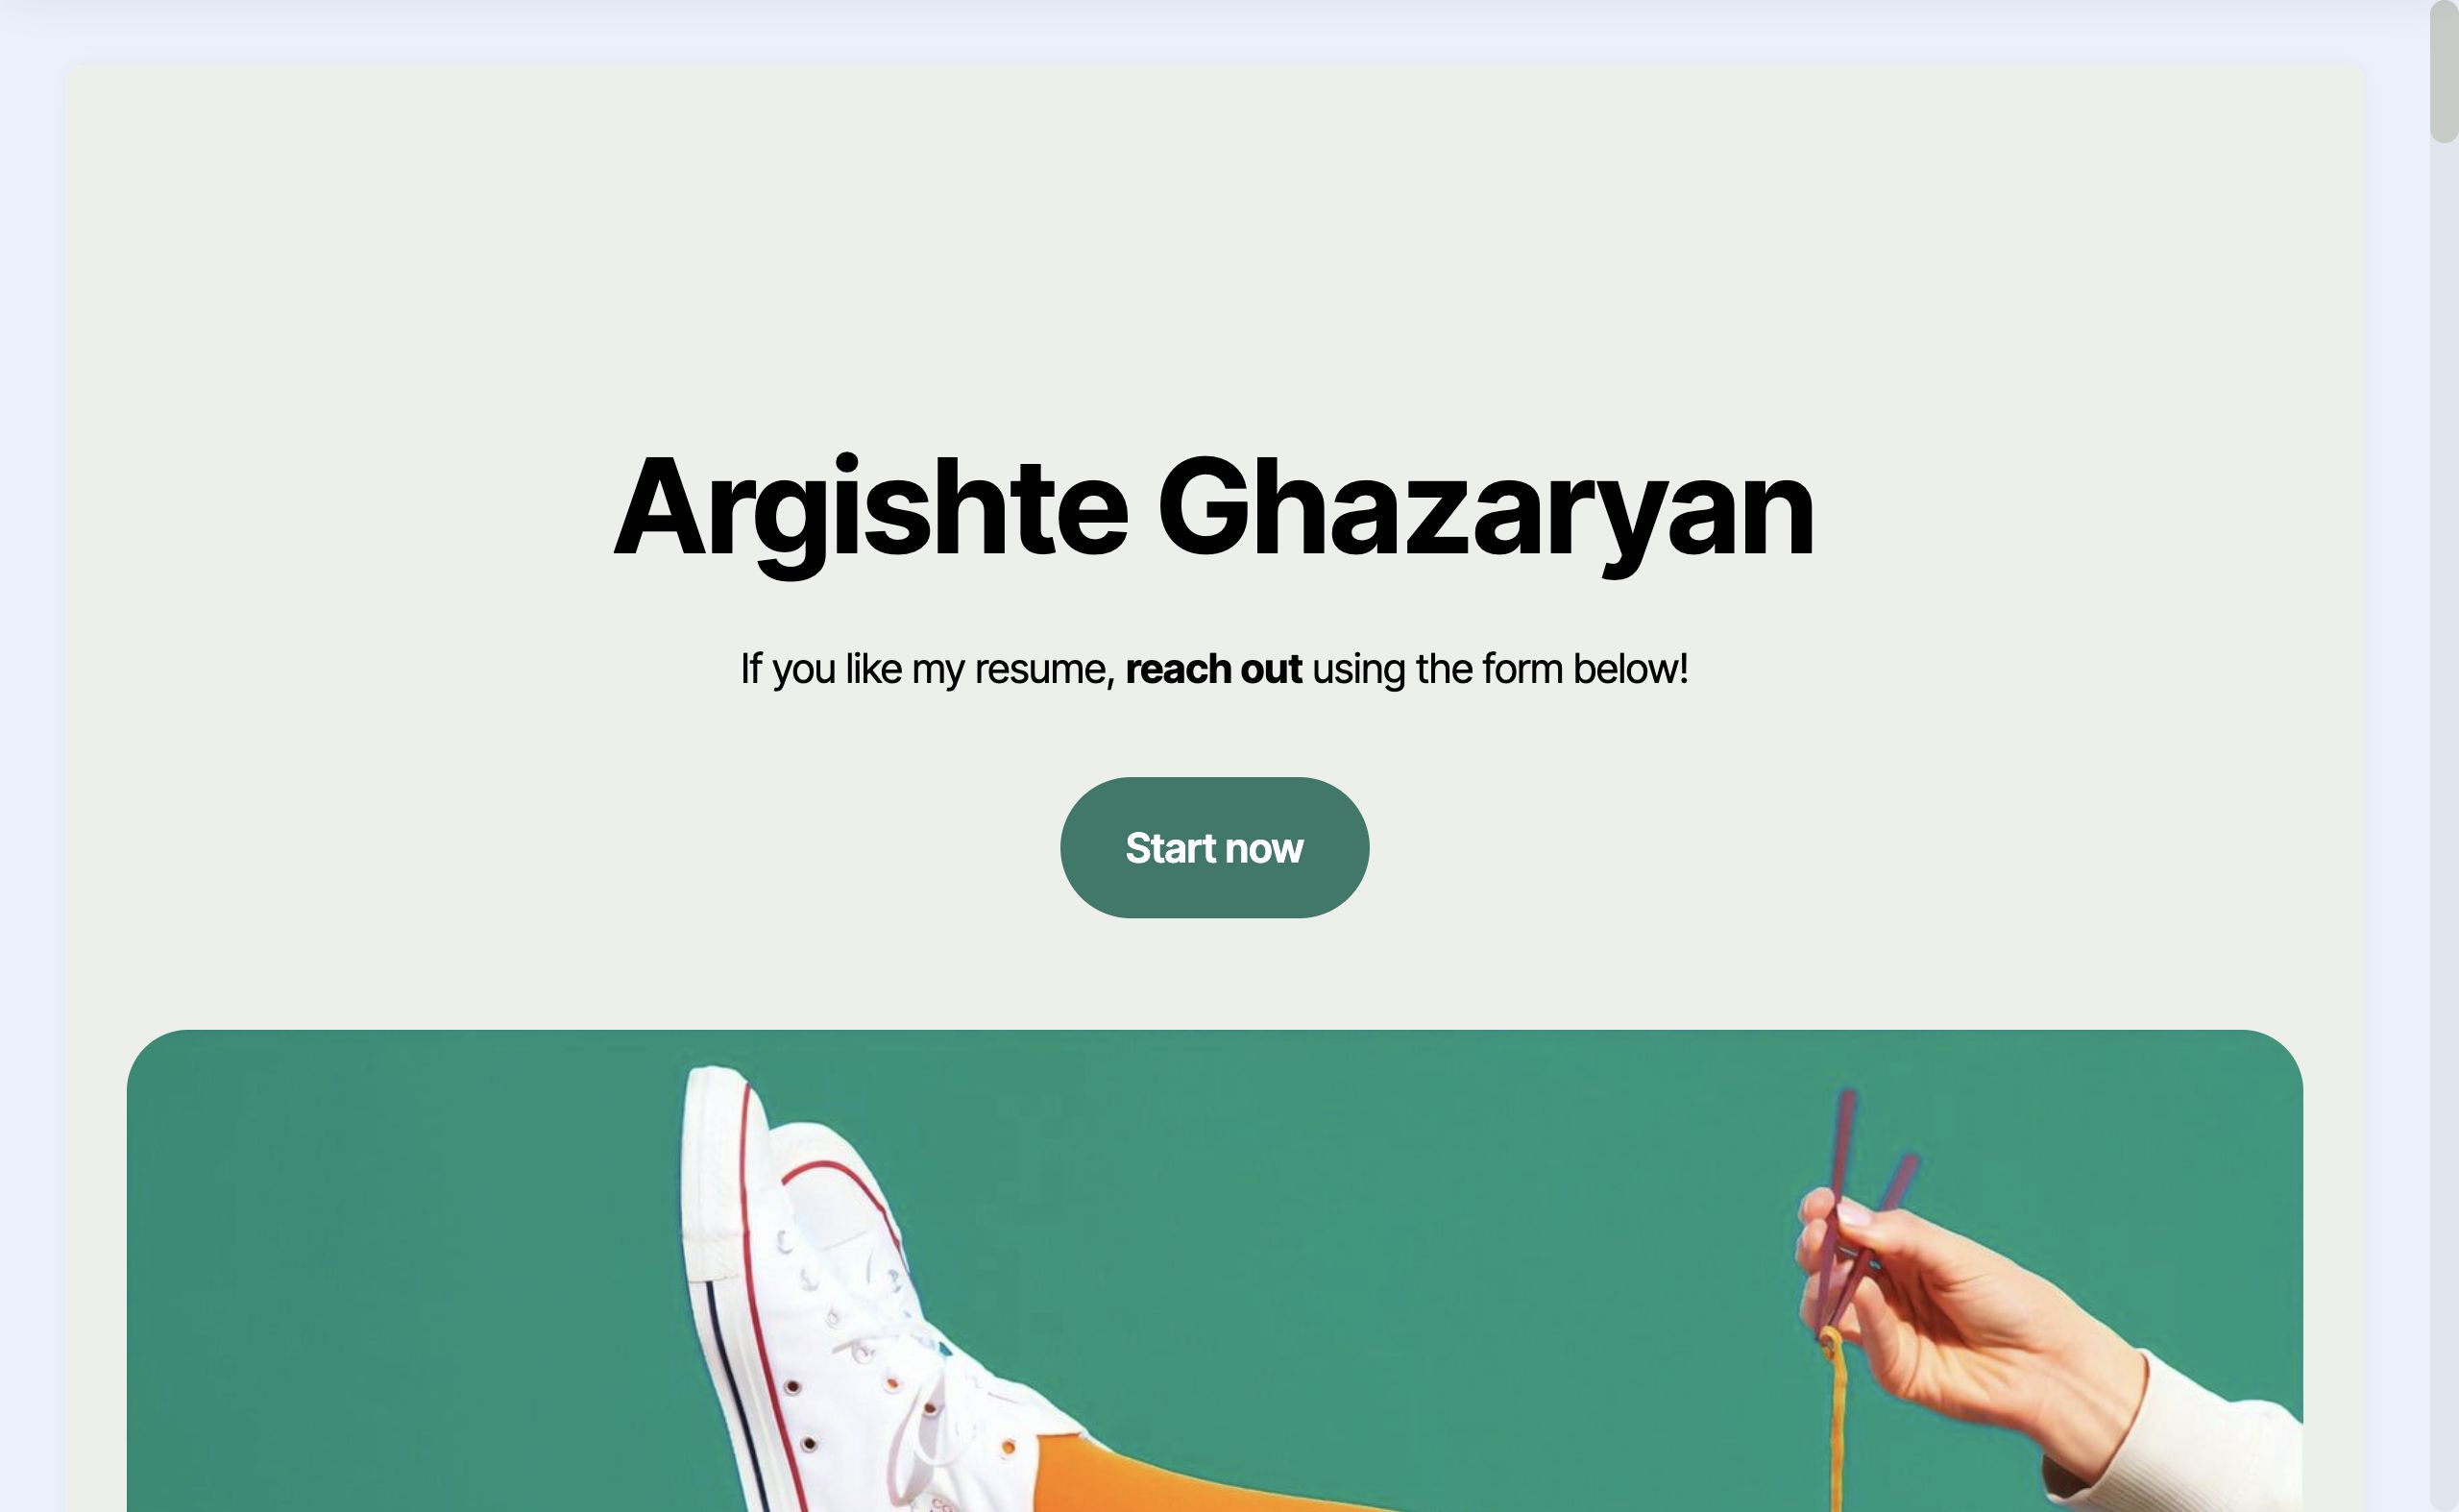 Argishte Ghazaryan
If you like my resume, reach out using the form below!
Start now